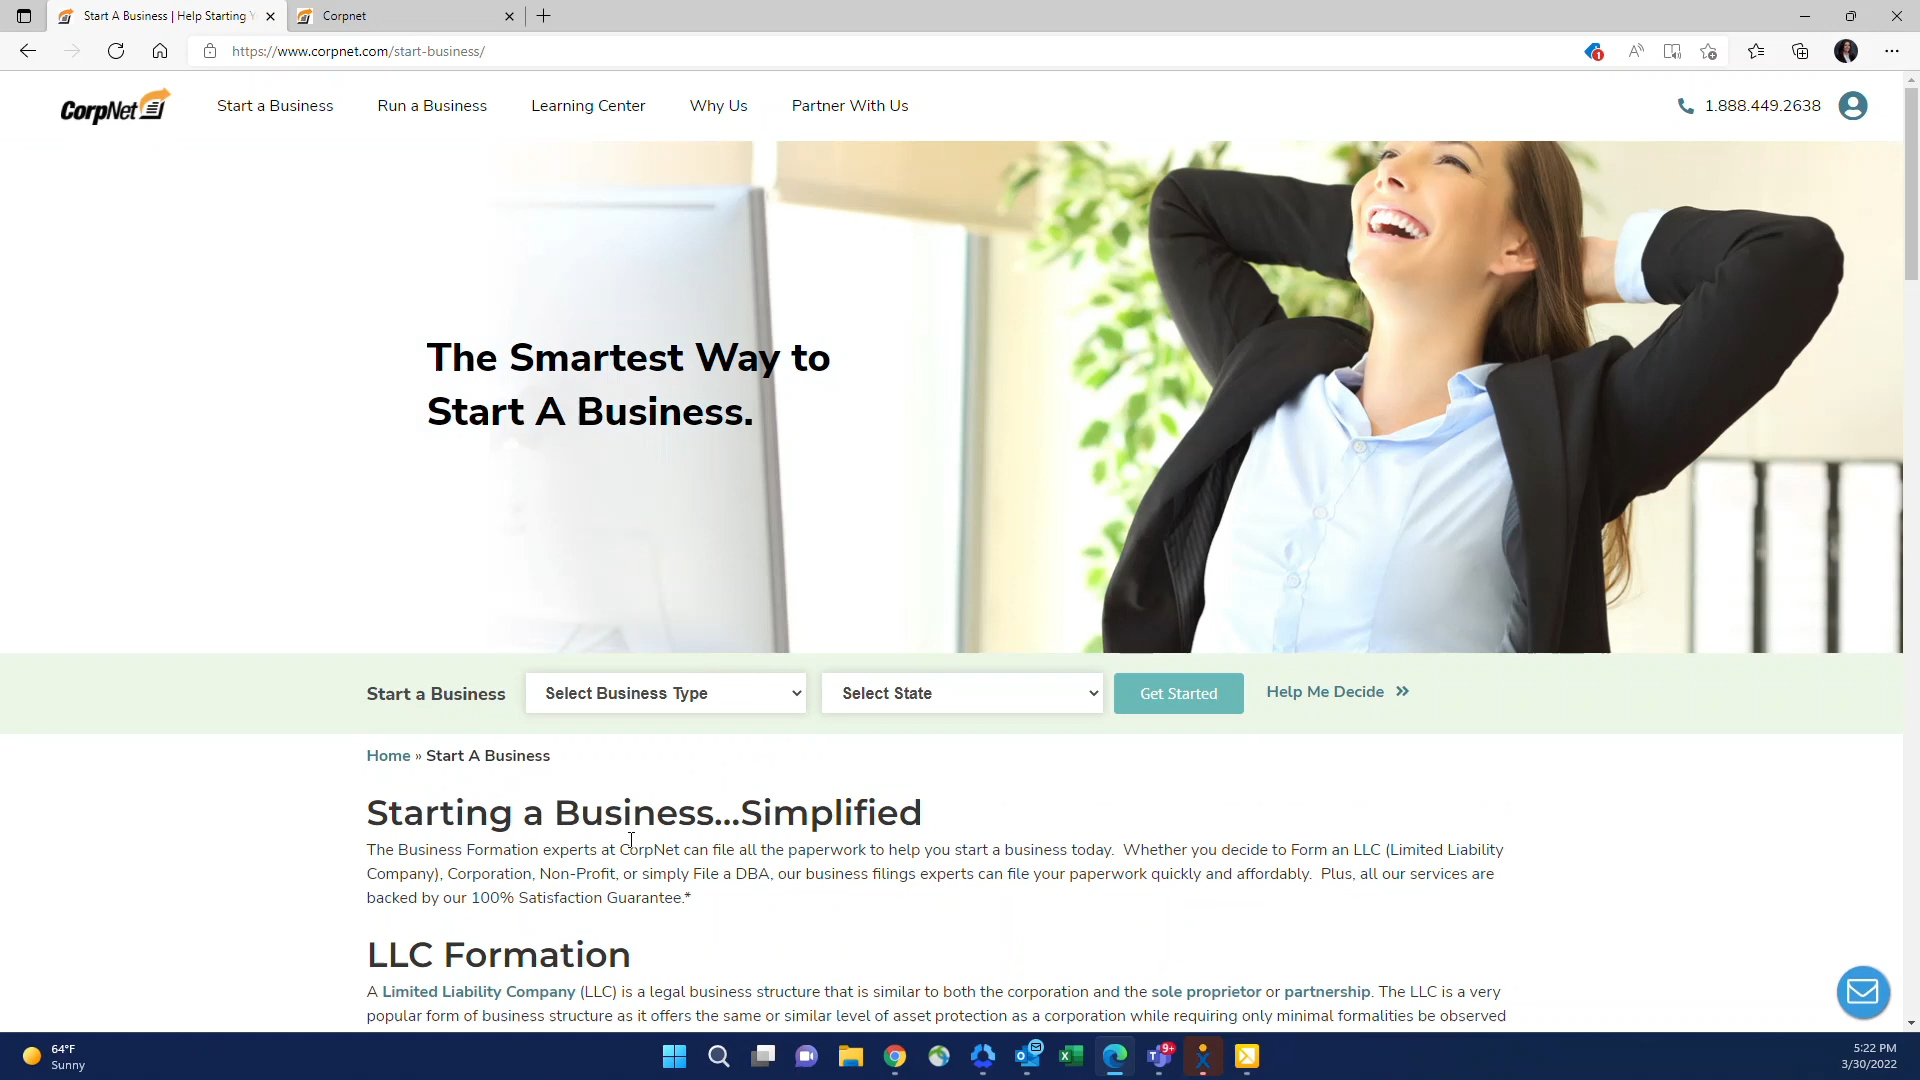 Start A Business | Help Starting Y
Corpnet
https://www.corpnet.com/start-business/
1
CorpNet
Start a Business
Run a Business
Learning Center
Why Us
Partner With Us
1.888.449.2638
The Smartest Way to
Start A Business.
Start a Business
Select Business Type
Select State
Get Started
Help Me Decide »
Home » Start A Business
Starting a Business...Simplified
The Business Formation experts at CorpNet can file all the paperwork to help you start a business today. Whether you decide to Form an LLC (Limited Liability
Company), Corporation, Non-Profit, or simply File a DBA, our business filings experts can file your paperwork quickly and affordably. Plus, all our services are
backed by our 100% Satisfaction Guarantee.*
LLC Formation
A Limited Liability Company (LLC) is a legal business structure that is similar to both the corporation and the sole proprietor or partnership. The LLC is a very
popular form of business structure as it offers the same or similar level of asset protection as a corporation while requiring only minimal formalities be observed
64°F
Sunny
9+
5:22 PM
3/30/2022